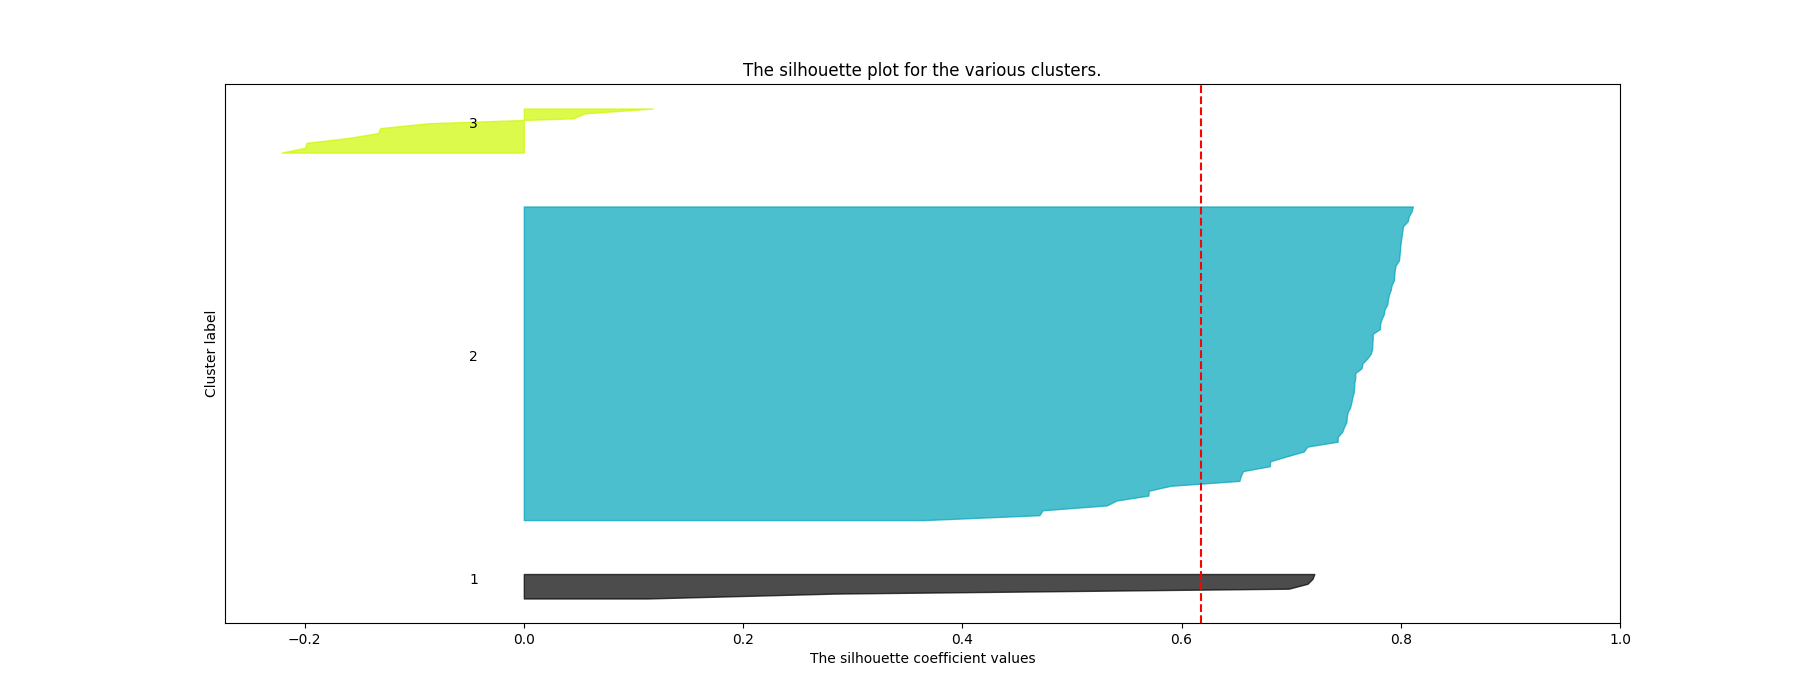 The silhouette plot for the various clusters.
3
2
1
Cluster label
−0.2 0.0 0.2 0.4 0.6 0.8 1.0
The silhouette coefficient values